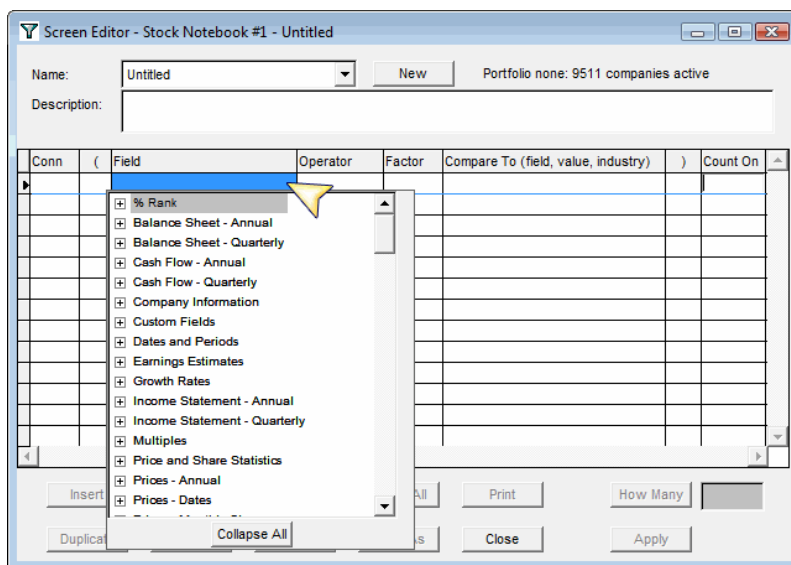 Screen Editor - Stock Notebook #1 - Untitled
Name: Untitled New Portfolio none: 9511 companies active
Description:
Conn ( Field Operator Factor Compare To (field, value, industry) ) Count On
% Rank
Balance Sheet - Annual
Balance Sheet - Quarterly
Cash Flow - Annual
Cash Flow - Quarterly
Company Information
Custom Fields
Dates and Periods
Earnings Estimates
Growth Rates
Income Statement - Annual
Income Statement - Quarterly
Multiples
Price and Share Statistics
Prices - Annual
Prices - Dates
Insert All Print How Many
Collapse All
Duplicat As Close Apply